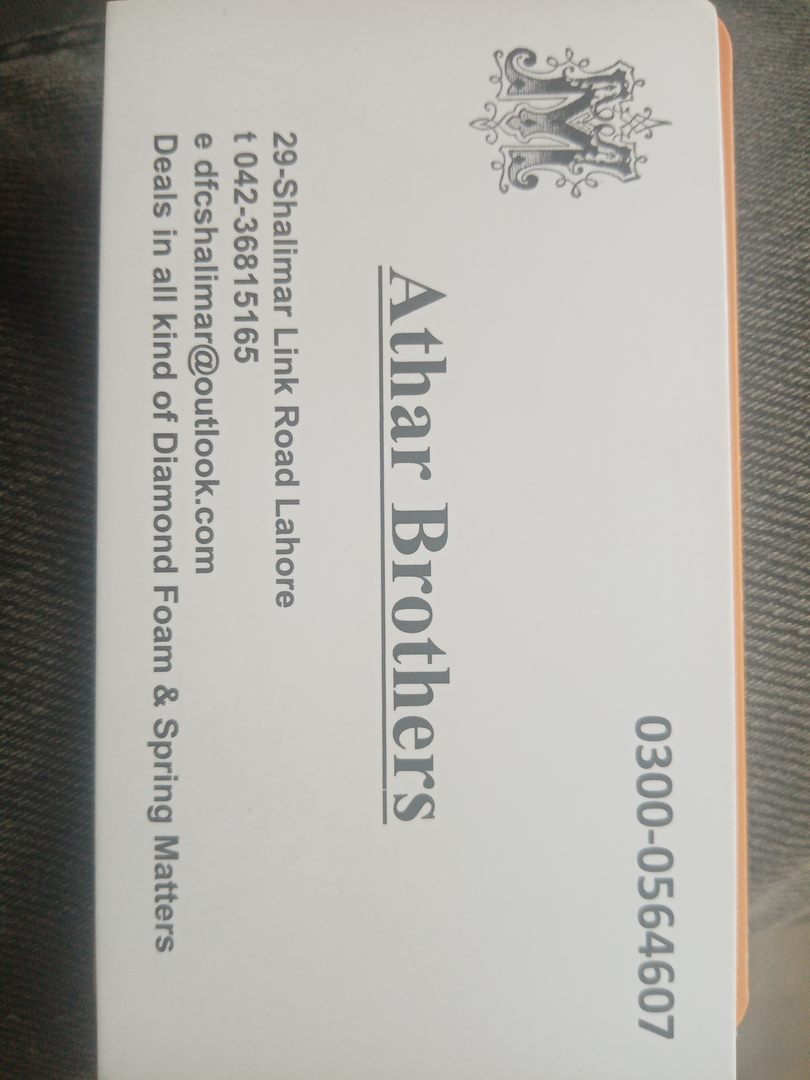 M
0300-0564607
Athar Brothers
29-Shalimar Link Road Lahore
t 042-36815165
e dfcshalimar@outlook.com
Deals in all kind of Diamond Foam & Spring Matters